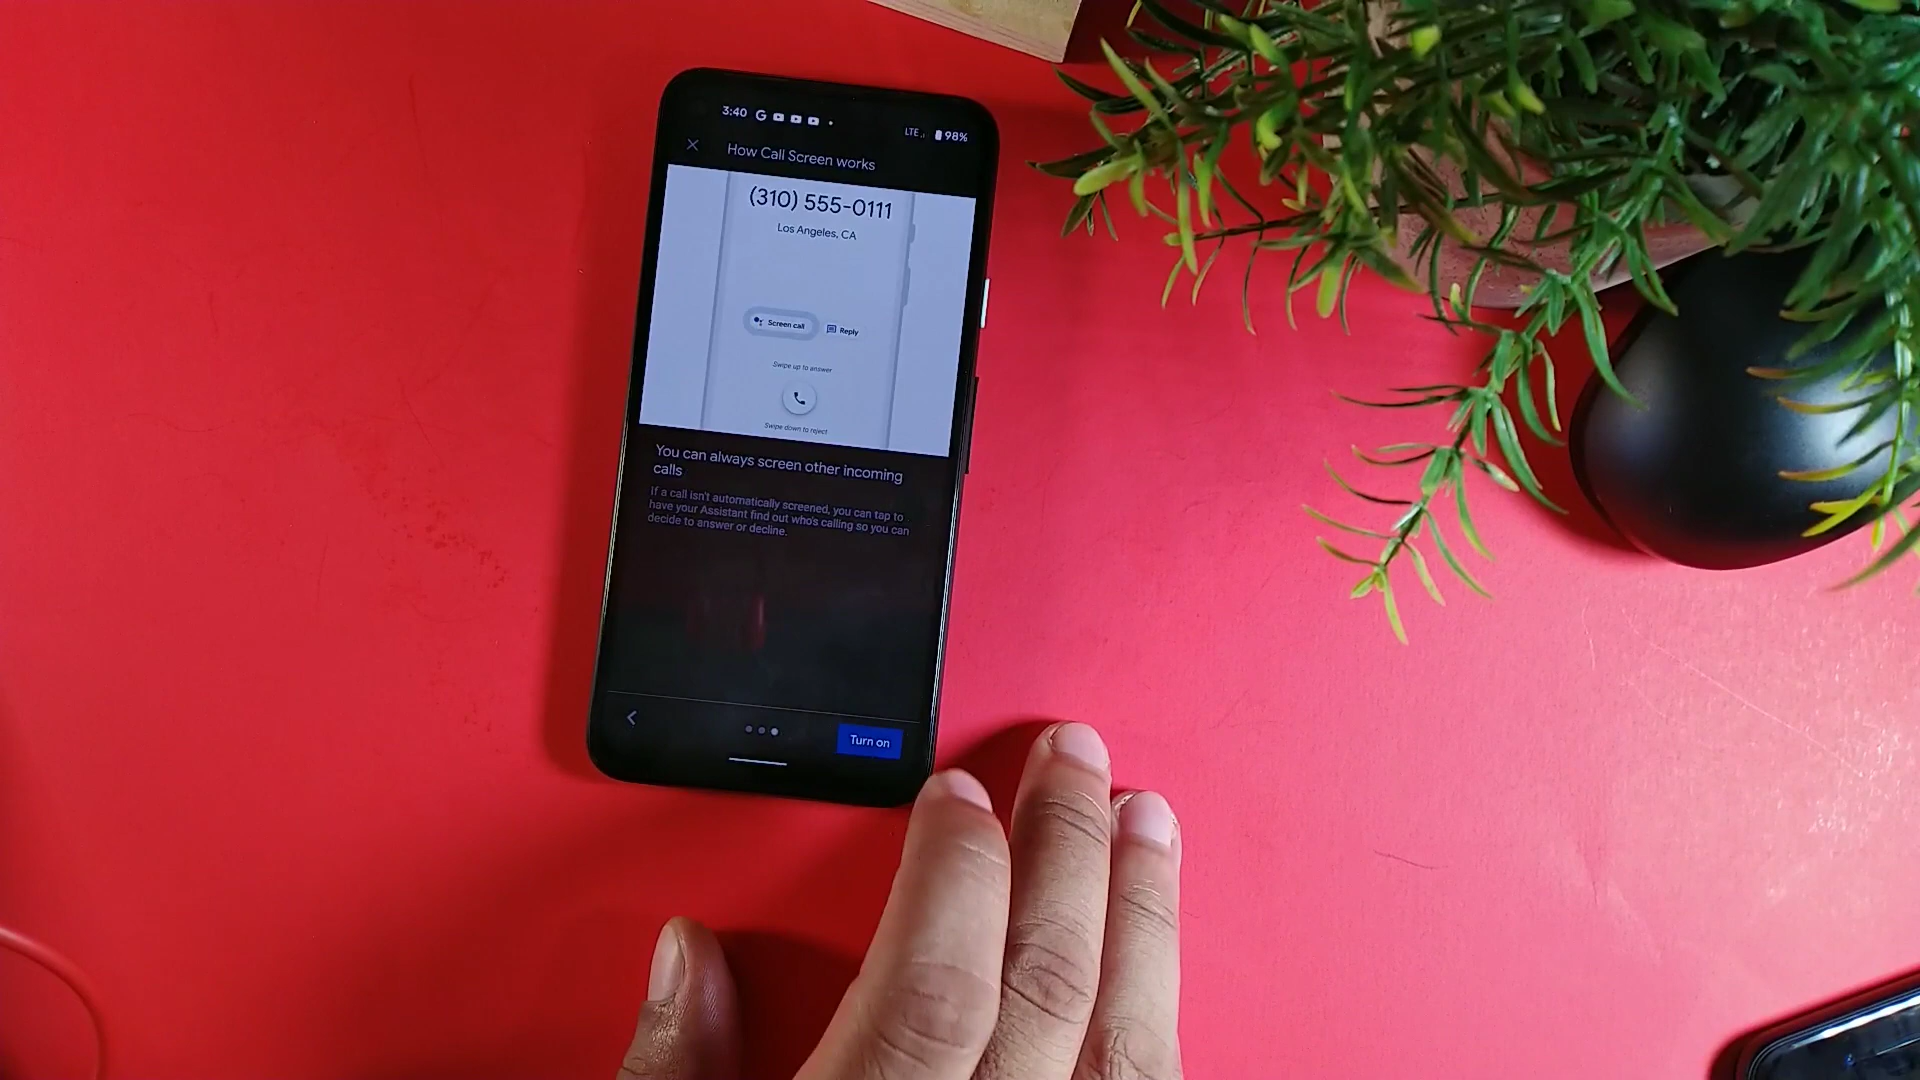 3:40 G
LTE 98%
How Call Screen works
(310) 555-0111
Los Angeles, CA
Screen call
Reply
Swipe up to answer
Swipe down to reject
You can always screen other incoming
calls
If a call isn't automatically screened, you can tap to
have your Assistant find out who's calling so you can
decide to answer or decline.
Turn on